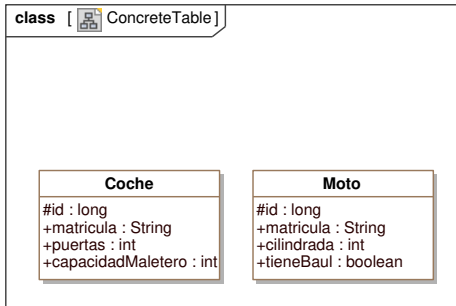 class [ ConcreteTable ]
Coche
#id : long
+matricula : String
+puertas : int
+capacidadMaletero : int
Moto
#id : long
+matricula : String
+cilindrada : int
+tieneBaul : boolean